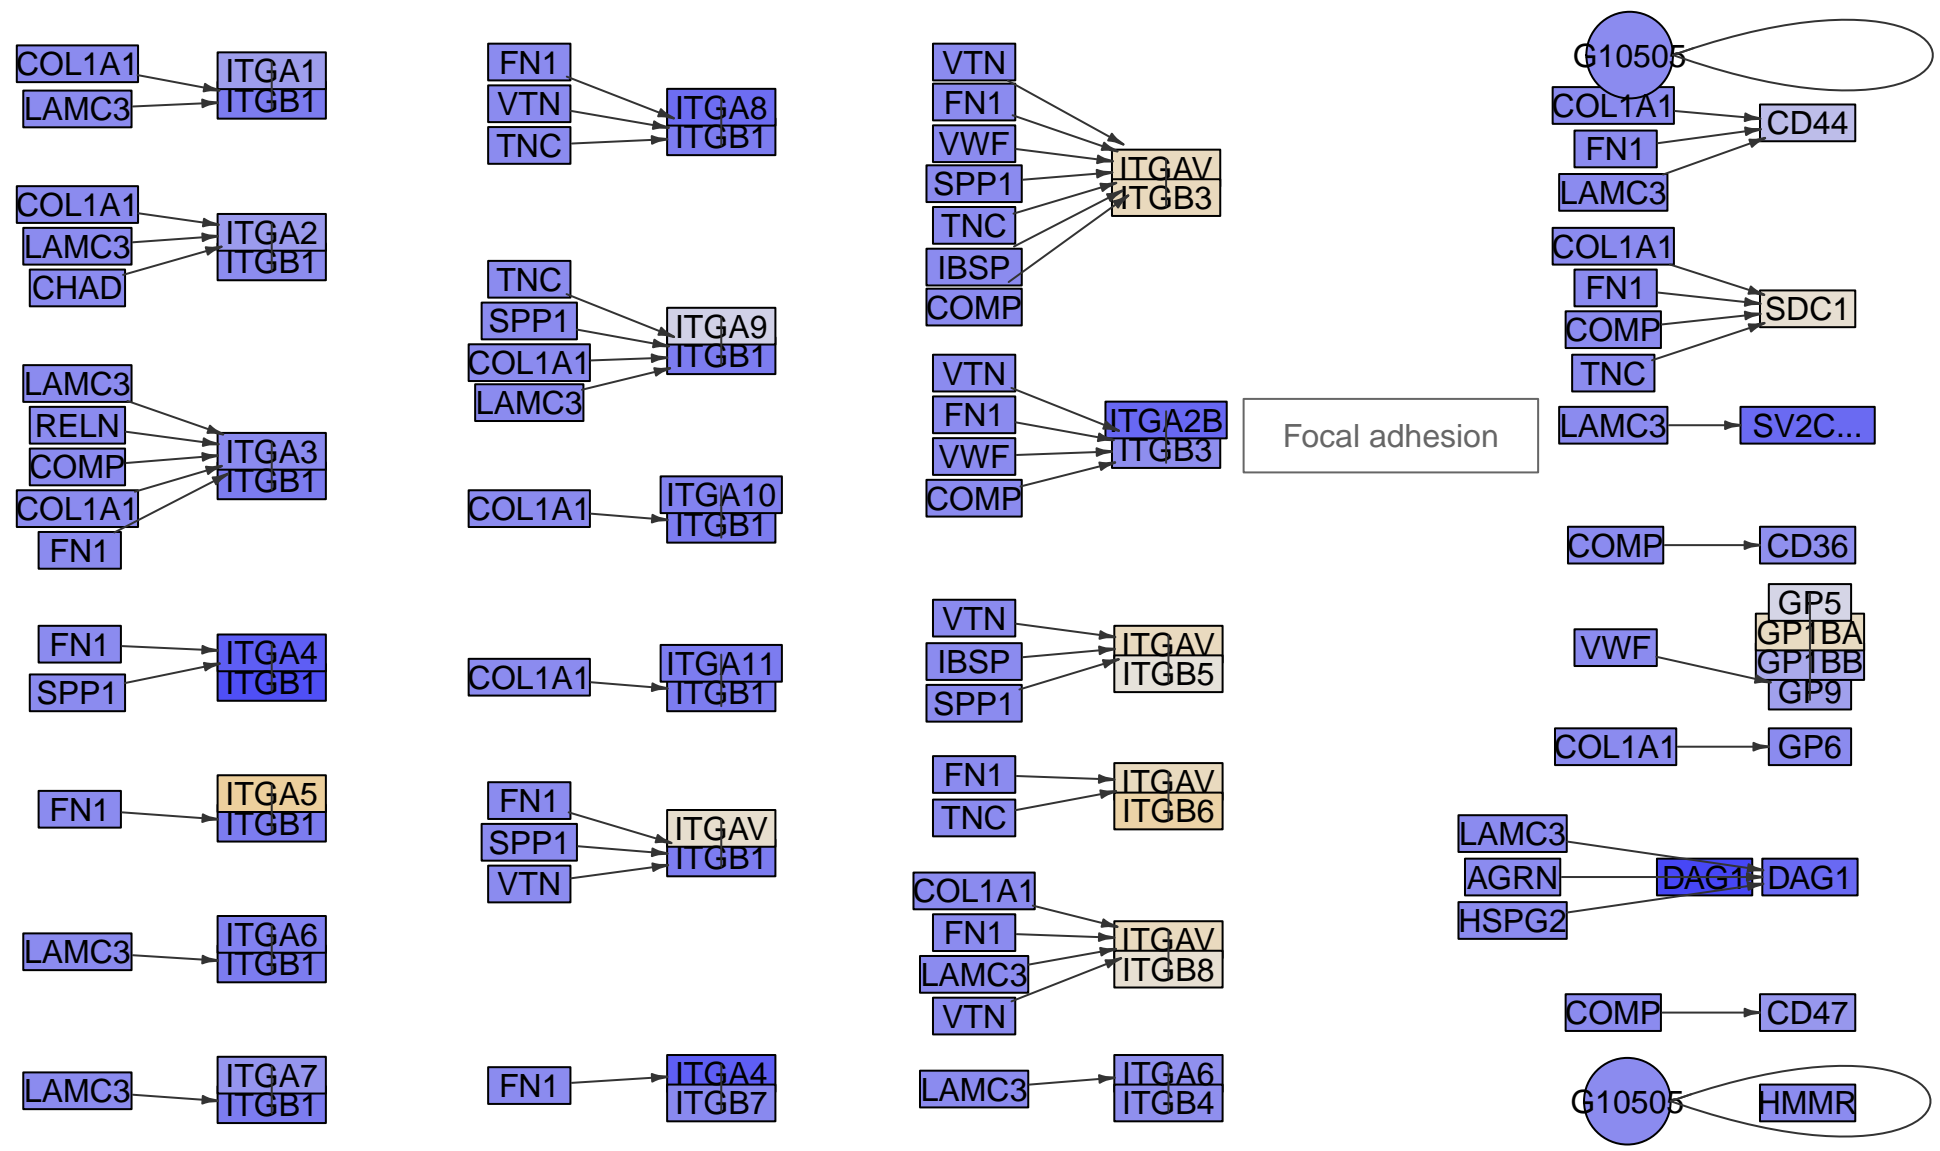 COL1A1
LAMC3
ITGA1
ITGB1
COL1A1
LAMC3
CHAD
ITGA2
ITGB1
LAMC3
RELN
COMP
COL1A1
FN1
ITGA3
ITGB1
FN1
SPP1
ITGA4
ITGB1
FN1
ITGA5
ITGB1
LAMC3
ITGA6
ITGB1
LAMC3
ITGA7
ITGB1
FN1
VTN
TNC
ITGA8
ITGB1
TNC
SPP1
COL1A1
LAMC3
ITGA9
ITGB1
COL1A1
ITGA10
ITGB1
COL1A1
ITGA11
ITGB1
FN1
SPP1
VTN
ITGAV
ITGB1
FN1
ITGA4
ITGB7
VTN
FN1
VWF
SPP1
TNC
IBSP
COMP
ITGAV
ITGB3
VTN
FN1
VWF
COMP
ITGA2B
ITGB3
Focal adhesion
VTN
IBSP
SPP1
ITGAV
ITGB5
FN1
TNC
ITGAV
ITGB6
COL1A1
FN1
LAMC3
VTN
ITGAV
ITGB8
LAMC3
ITGA6
ITGB4
G10505
COL1A1
FN1
LAMC3
CD44
COL1A1
FN1
COMP
TNC
SDC1
LAMC3
SV2C...
COMP
CD36
VWF
GP5
GP1BA
GP1BB
GP9
COL1A1
GP6
LAMC3
AGRN
HSPG2
DAG1
DAG1
COMP
CD47
G10505
HMMR